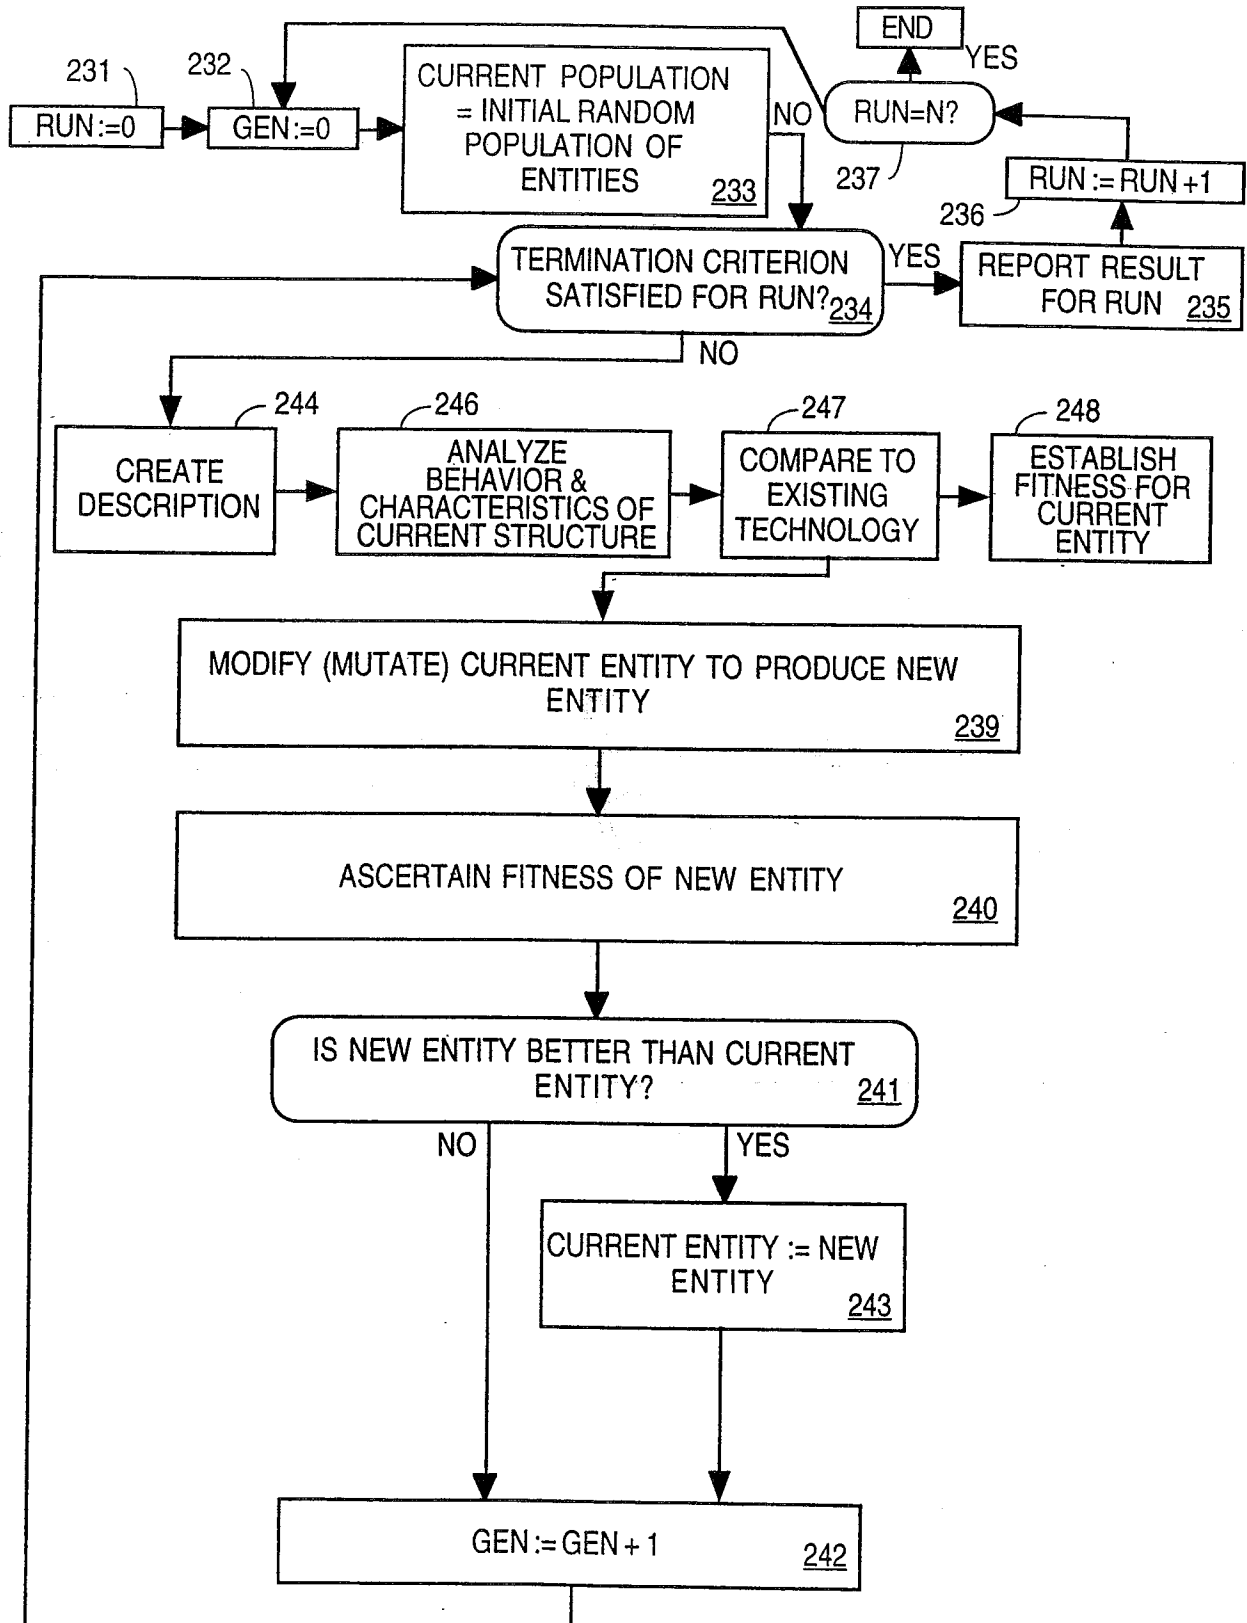 END
YES
231
232
RUN:=0
GEN:=0
CURRENT POPULATION
= INITIAL RANDOM
POPULATION OF
ENTITIES
233
NO
RUN=N?
237
RUN := RUN +1
236
TERMINATION CRITERION
SATISFIED FOR RUN?
234
YES
REPORT RESULT
FOR RUN
235
NO
244
CREATE
DESCRIPTION
246
ANALYZE
BEHAVIOR &
CHARACTERISTICS OF
CURRENT STRUCTURE
247
COMPARE TO
EXISTING
TECHNOLOGY
248
ESTABLISH
FITNESS FOR
CURRENT
ENTITY
MODIFY (MUTATE) CURRENT ENTITY TO PRODUCE NEW
ENTITY
239
ASCERTAIN FITNESS OF NEW ENTITY
240
IS NEW ENTITY BETTER THAN CURRENT
ENTITY?
241
NO
YES
CURRENT ENTITY := NEW
ENTITY
243
GEN := GEN + 1
242